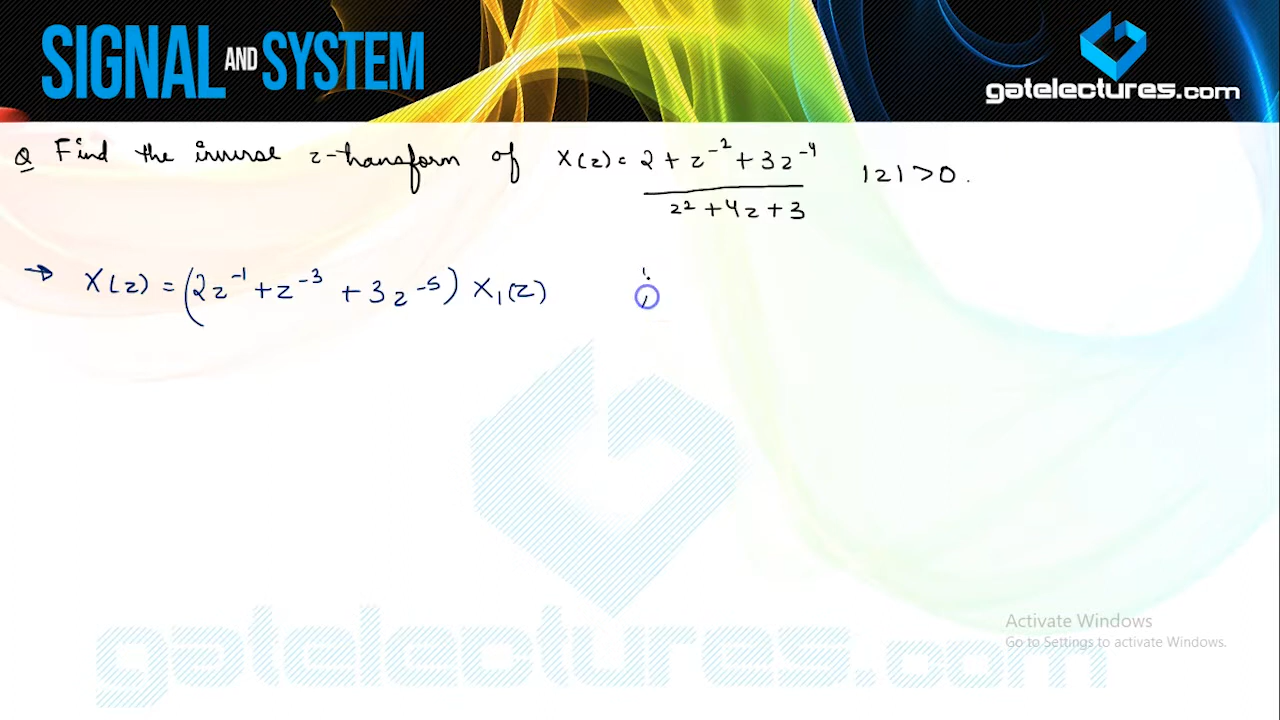 SIGNAL AND SYSTEM
gatelectures.com
Q Find the inverse z-transform of X(z) = 2 + z⁻² + 3z⁻⁴ |z| > 0.
z² + 4z + 3
→ X(z) = (2z⁻¹ + z⁻³ + 3z⁻⁵) X₁(z)
Activate Windows
Go to Settings to activate Windows.
gatelectures.com